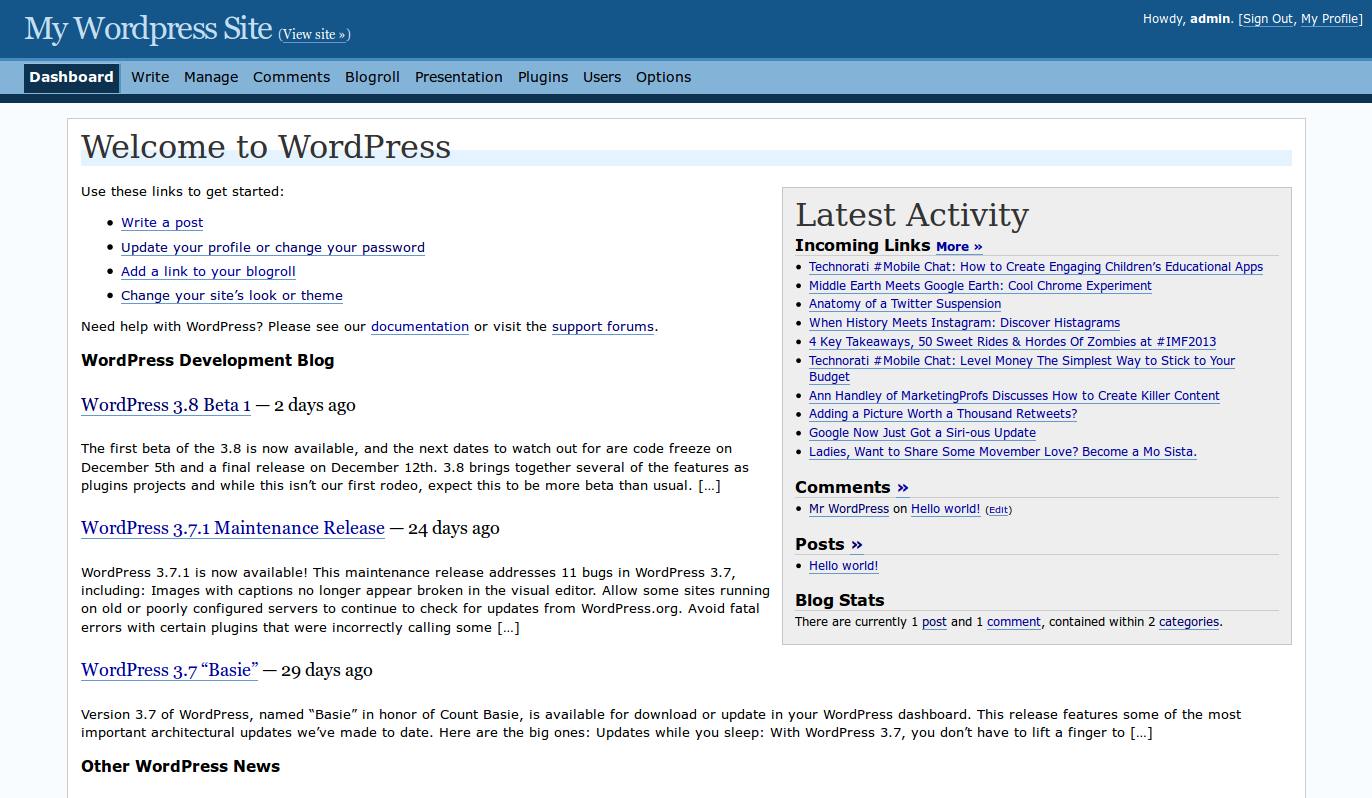 My Wordpress Site (View site »)
Howdy, admin. [Sign Out, My Profile]
Dashboard Write Manage Comments Blogroll Presentation Plugins Users Options
Welcome to WordPress
Use these links to get started:
Write a post
Update your profile or change your password
Add a link to your blogroll
Change your site’s look or theme
Need help with WordPress? Please see our documentation or visit the support forums.
WordPress Development Blog
WordPress 3.8 Beta 1 — 2 days ago
The first beta of the 3.8 is now available, and the next dates to watch out for are code freeze on
December 5th and a final release on December 12th. 3.8 brings together several of the features as
plugins projects and while this isn’t our first rodeo, expect this to be more beta than usual. […]
WordPress 3.7.1 Maintenance Release — 24 days ago
WordPress 3.7.1 is now available! This maintenance release addresses 11 bugs in WordPress 3.7,
including: Images with captions no longer appear broken in the visual editor. Allow some sites running
on old or poorly configured servers to continue to check for updates from WordPress.org. Avoid fatal
errors with certain plugins that were incorrectly calling some […]
WordPress 3.7 “Basie” — 29 days ago
Version 3.7 of WordPress, named “Basie” in honor of Count Basie, is available for download or update in your WordPress dashboard. This release features some of the most
important architectural updates we’ve made to date. Here are the big ones: Updates while you sleep: With WordPress 3.7, you don’t have to lift a finger to […]
Other WordPress News
Latest Activity
Incoming Links More »
Technorati #Mobile Chat: How to Create Engaging Children’s Educational Apps
Middle Earth Meets Google Earth: Cool Chrome Experiment
Anatomy of a Twitter Suspension
When History Meets Instagram: Discover Histagrams
4 Key Takeaways, 50 Sweet Rides & Hordes Of Zombies at #IMF2013
Technorati #Mobile Chat: Level Money The Simplest Way to Stick to Your
Budget
Ann Handley of MarketingProfs Discusses How to Create Killer Content
Adding a Picture Worth a Thousand Retweets?
Google Now Just Got a Siri-ous Update
Ladies, Want to Share Some Movember Love? Become a Mo Sista.
Comments »
Mr WordPress on Hello world! (Edit)
Posts »
Hello world!
Blog Stats
There are currently 1 post and 1 comment, contained within 2 categories.